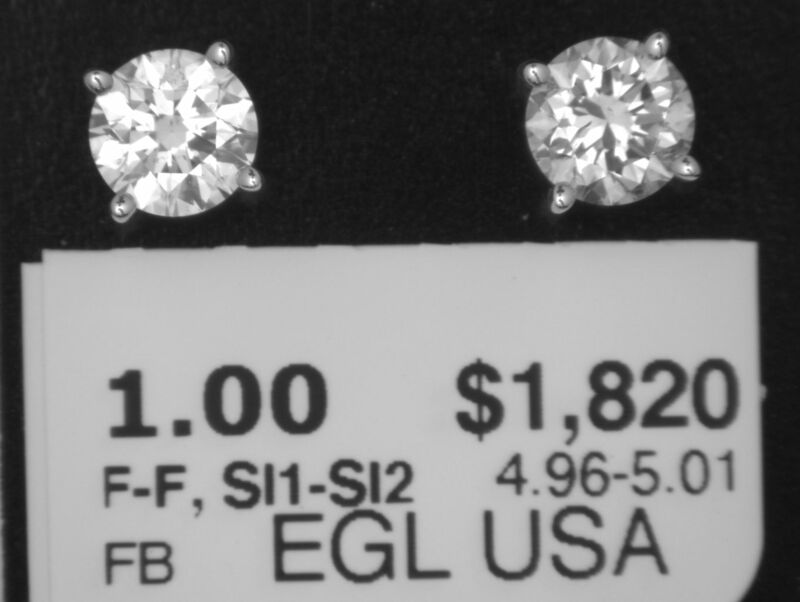 1.00 $1,820
F-F, SI1-SI2 4.96-5.01
FB EGL USA